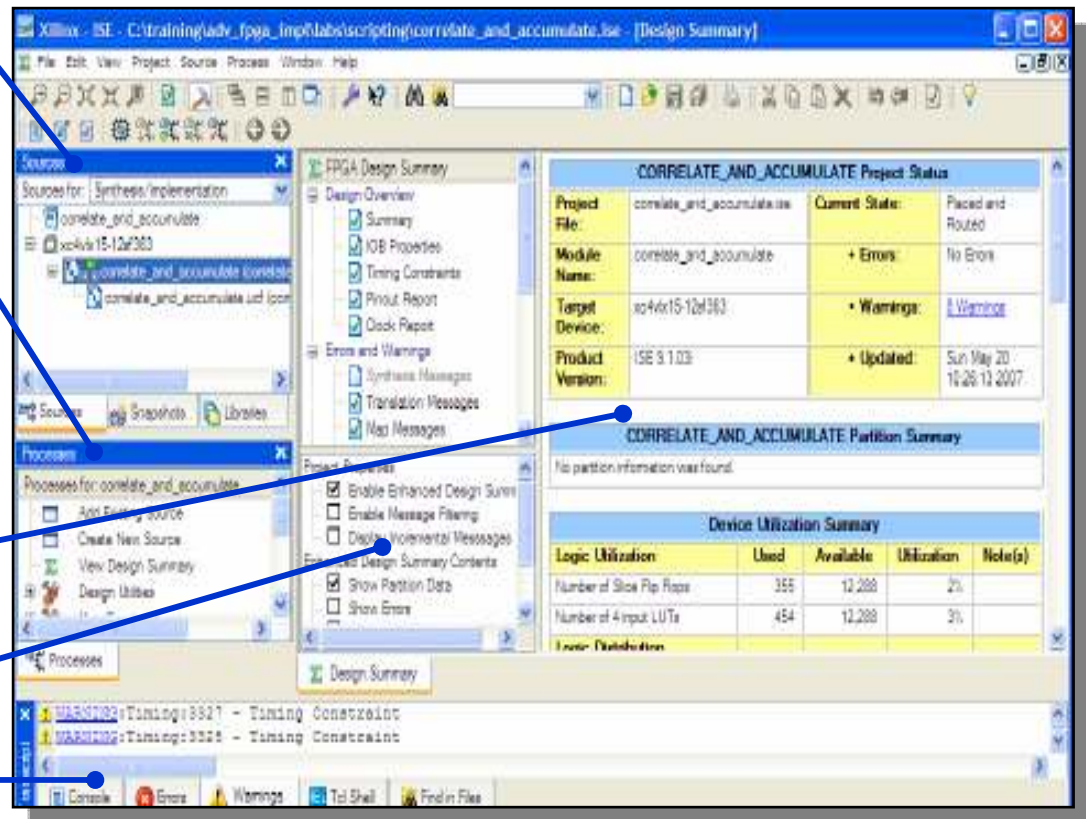 Xilinx - ISE - C:\training\adv_fpga_impl\labs\scripting\correlate_and_accumulate.ise - [Design Summary]
File Edit View Project Source Process Window Help
Sources
Sources for: Synthesis/Implementation
correlate_and_accumulate
xc4vlx15-12sf363
correlate_and_accumulate (correlate
correlate_and_accumulate.ucf (corr
Sources Snapshots Libraries
Processes
Processes for: correlate_and_accumulate
Add Existing Source
Create New Source
View Design Summary
Design Utilities
Processes
FPGA Design Summary
Design Overview
Summary
IOB Properties
Timing Constraints
Pinout Report
Clock Report
Errors and Warnings
Synthesis Messages
Translation Messages
Map Messages
Project Properties
Enable Enhanced Design Summ
Enable Message Filtering
Display Incremental Messages
Enhanced Design Summary Contents
Show Partition Data
Show Errors
Design Summary
CORRELATE_AND_ACCUMULATE Project Status
Project File: correlate_and_accumulate.ise Current State: Placed and Routed
Module Name: correlate_and_accumulate • Errors: No Errors
Target Device: xc4vlx15-12sf363 • Warnings: Warnings
Product Version: ISE 9.1.03i • Updated: Sun May 20 10:26:13 2007
CORRELATE_AND_ACCUMULATE Partition Summary
No partition information was found.
Device Utilization Summary
Logic Utilization Used Available Utilization Note(s)
Number of Slice Flip Flops 355 12,288 2%
Number of 4 input LUTs 454 12,288 3%
Logic Distribution
WARNING:Timing:3327 - Timing Constraint
WARNING:Timing:3328 - Timing Constraint
Console Errors Warnings Tcl Shell Find in Files